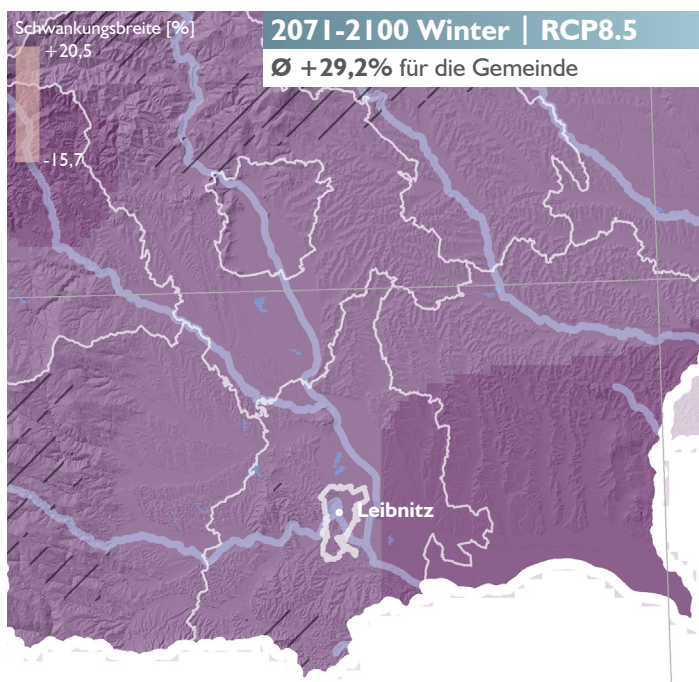 Schwankungsbreite [%]
+20,5
-15,7
2071-2100 Winter | RCP8.5
Ø +29,2% für die Gemeinde
Leibnitz